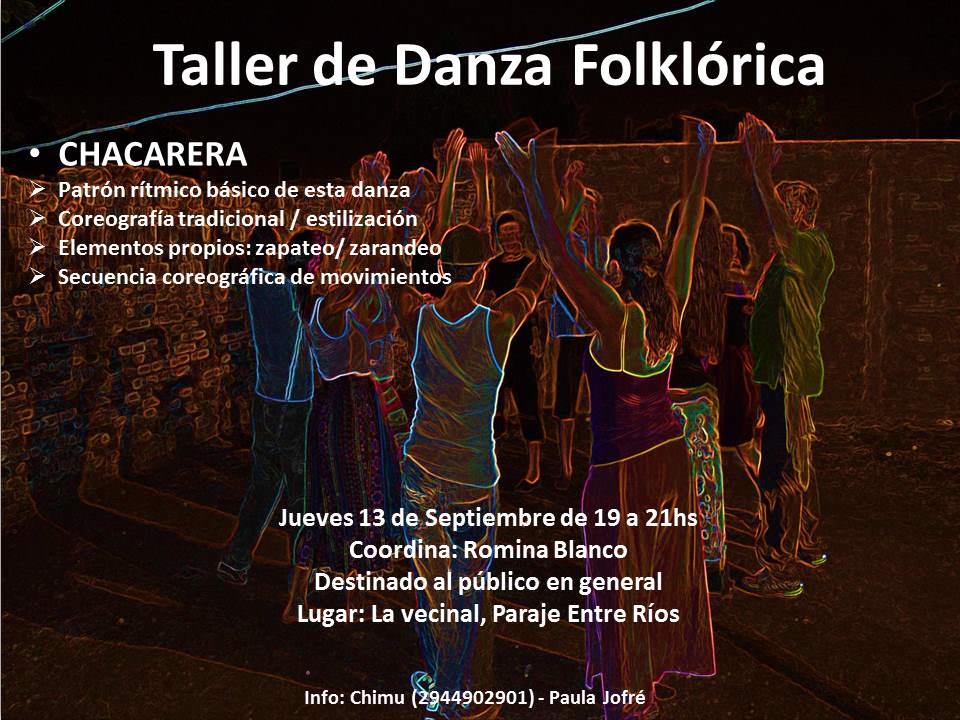 Taller de Danza Folklórica
• CHACARERA
➢ Patrón rítmico básico de esta danza
➢ Coreografía tradicional / estilización
➢ Elementos propios: zapateo/ zarandeo
➢ Secuencia coreográfica de movimientos
Jueves 13 de Septiembre de 19 a 21hs
Coordina: Romina Blanco
Destinado al público en general
Lugar: La vecinal, Paraje Entre Ríos
Info: Chimu (2944902901) - Paula Jofré